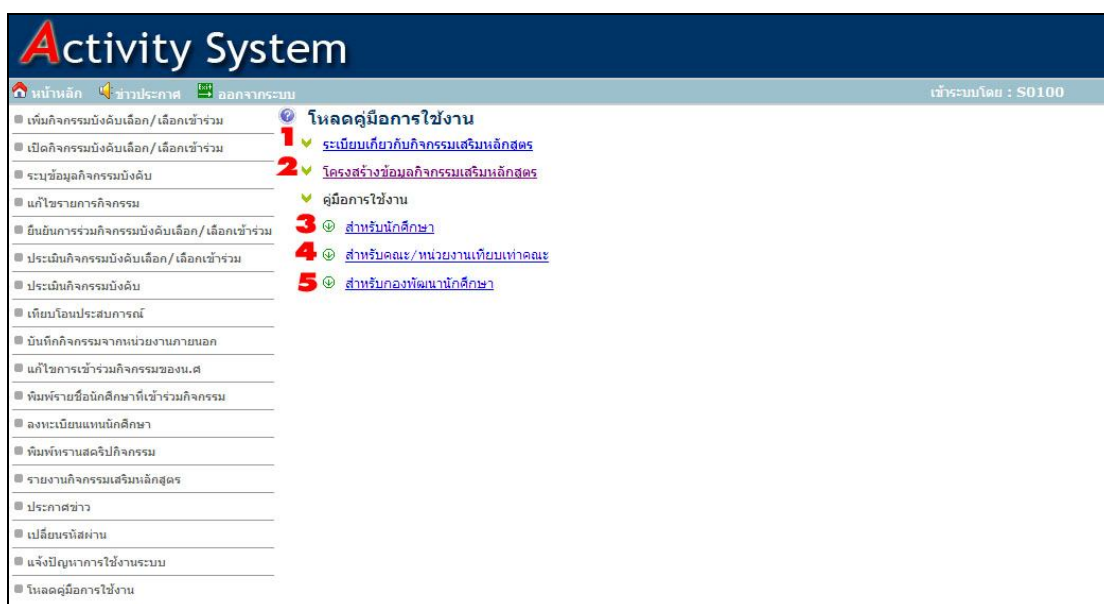 Activity System
หน้าหลัก ข่าวประกาศ Exit ออกจากระบบ เข้าระบบโดย : S0100
เพิ่มกิจกรรมบังคับเลือก/เลือกเข้าร่วม
เปิดกิจกรรมบังคับเลือก/เลือกเข้าร่วม
ระบุข้อมูลกิจกรรมบังคับ
แก้ไขรายการกิจกรรม
ยืนยันการร่วมกิจกรรมบังคับเลือก/เลือกเข้าร่วม
ประเมินกิจกรรมบังคับเลือก/เลือกเข้าร่วม
ประเมินกิจกรรมบังคับ
เทียบโอนประสบการณ์
บันทึกกิจกรรมจากหน่วยงานภายนอก
แก้ไขการเข้าร่วมกิจกรรมของน.ศ
พิมพ์รายชื่อนักศึกษาที่เข้าร่วมกิจกรรม
ลงทะเบียนแทนนักศึกษา
พิมพ์ทรานสคริปกิจกรรม
รายงานกิจกรรมเสริมหลักสูตร
ประกาศข่าว
เปลี่ยนรหัสผ่าน
แจ้งปัญหาการใช้งานระบบ
โหลดคู่มือการใช้งาน
โหลดคู่มือการใช้งาน
1 ระเบียบเกี่ยวกับกิจกรรมเสริมหลักสูตร
2 โครงสร้างข้อมูลกิจกรรมเสริมหลักสูตร
คู่มือการใช้งาน
3 สำหรับนักศึกษา
4 สำหรับคณะ/หน่วยงานเทียบเท่าคณะ
5 สำหรับกองพัฒนานักศึกษา